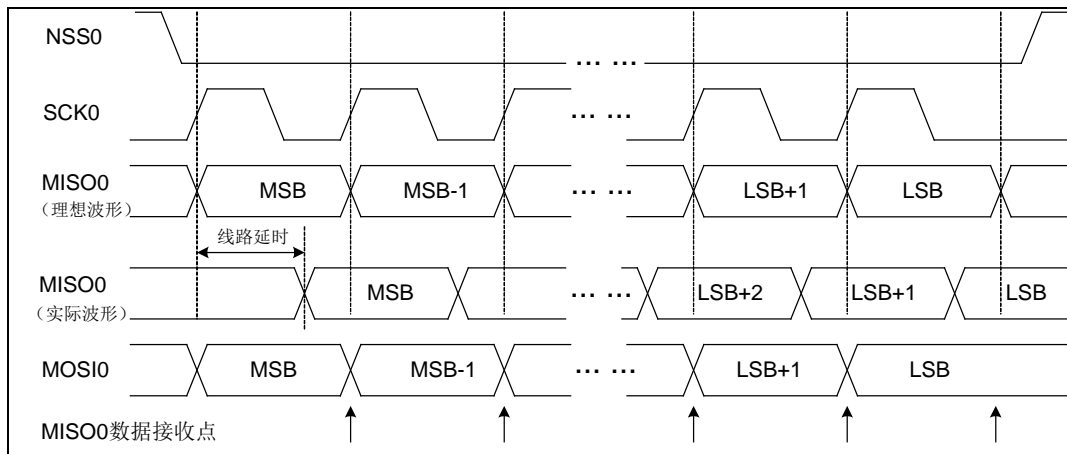 NSS0
... ...
SCK0
... ...
MISO0
（理想波形）
MSB
MSB-1
... ...
LSB+1
LSB
线路延时
MISO0
（实际波形）
MSB
... ...
LSB+2
LSB+1
LSB
MOSI0
MSB
MSB-1
... ...
LSB+1
LSB
MISO0数据接收点